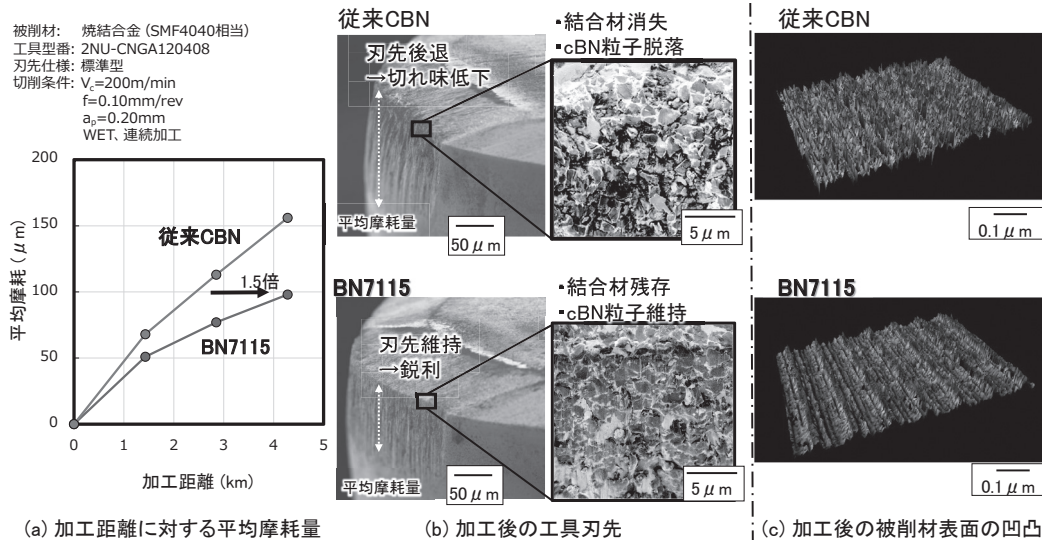 被削材: 焼結合金 (SMF4040相当)
工具型番: 2NU-CNGA120408
刃先仕様: 標準型
切削条件: Vc=200m/min
f=0.10mm/rev
ap=0.20mm
WET、連続加工
200
150
100
50
0
0 1 2 3 4 5
平均摩耗(μm)
加工距離 (km)
従来CBN
1.5倍
BN7115
(a) 加工距離に対する平均摩耗量
従来CBN
・結合材消失
・cBN粒子脱落
刃先後退
→切れ味低下
平均摩耗量
50μm
5μm
BN7115
・結合材残存
・cBN粒子維持
刃先維持
→鋭利
平均摩耗量
50μm
5μm
(b) 加工後の工具刃先
従来CBN
0.1μm
BN7115
0.1μm
(c) 加工後の被削材表面の凹凸